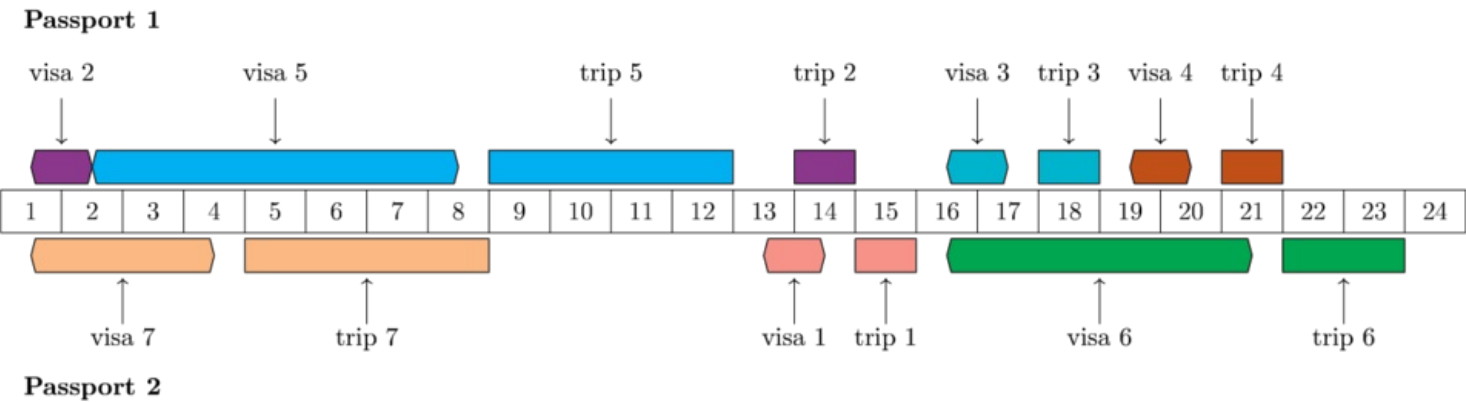 Passport 1
visa 2 visa 5 trip 5 trip 2 visa 3 trip 3 visa 4 trip 4
1 2 3 4 5 6 7 8 9 10 11 12 13 14 15 16 17 18 19 20 21 22 23 24
visa 7 trip 7 visa 1 trip 1 visa 6 trip 6
Passport 2